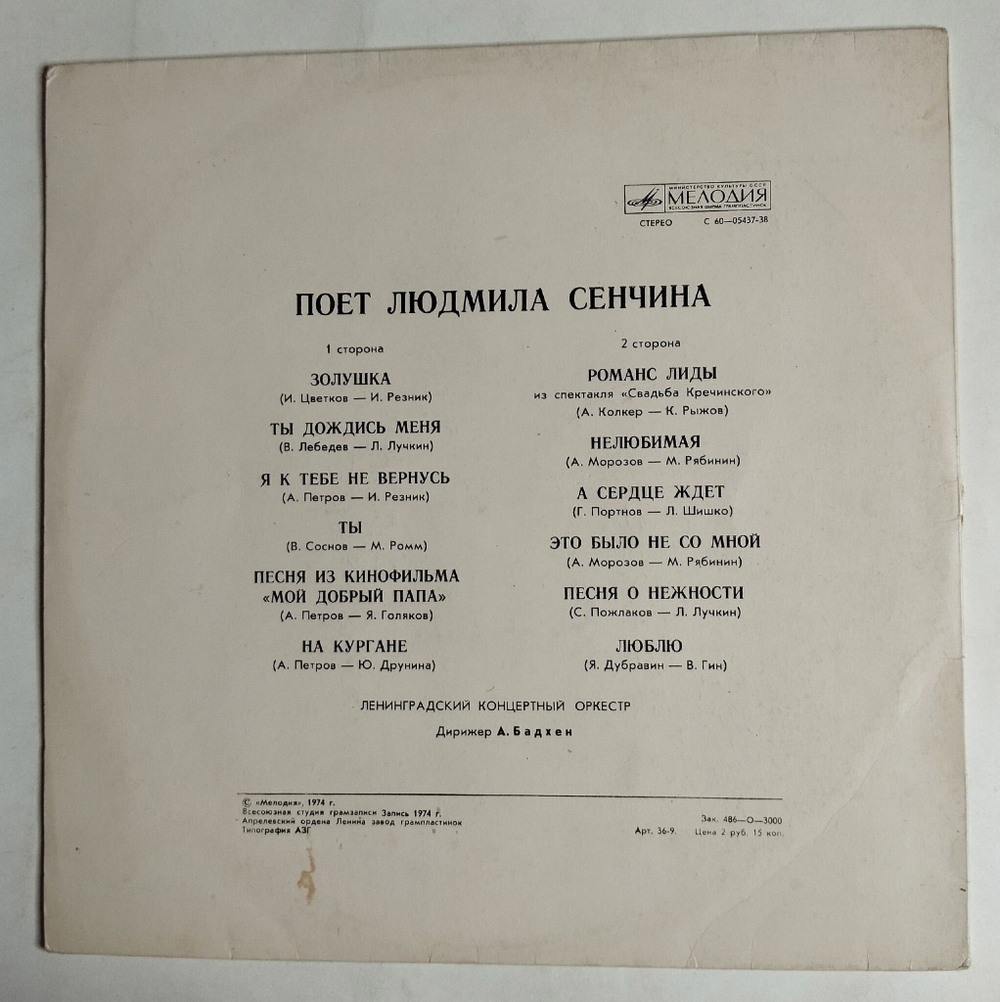 МИНИСТЕРСТВО КУЛЬТУРЫ СССР
МЕЛОДИЯ
ВСЕСОЮЗНАЯ ФИРМА ГРАМПЛАСТИНОК
СТЕРЕО С 60—05437-38
ПОЕТ ЛЮДМИЛА СЕНЧИНА
1 сторона
ЗОЛУШКА
(И. Цветков — И. Резник)
ТЫ ДОЖДИСЬ МЕНЯ
(В. Лебедев — Л. Лучкин)
Я К ТЕБЕ НЕ ВЕРНУСЬ
(А. Петров — И. Резник)
ТЫ
(В. Соснов — М. Ромм)
ПЕСНЯ ИЗ КИНОФИЛЬМА
«МОЙ ДОБРЫЙ ПАПА»
(А. Петров — Я. Голяков)
НА КУРГАНЕ
(А. Петров — Ю. Друнина)
2 сторона
РОМАНС ЛИДЫ
из спектакля «Свадьба Кречинского»
(А. Колкер — К. Рыжов)
НЕЛЮБИМАЯ
(А. Морозов — М. Рябинин)
А СЕРДЦЕ ЖДЕТ
(Г. Портнов — Л. Шишко)
ЭТО БЫЛО НЕ СО МНОЙ
(А. Морозов — М. Рябинин)
ПЕСНЯ О НЕЖНОСТИ
(С. Пожлаков — Л. Лучкин)
ЛЮБЛЮ
(Я. Дубравин — В. Гин)
ЛЕНИНГРАДСКИЙ КОНЦЕРТНЫЙ ОРКЕСТР
Дирижер А. Бадхен
© «Мелодия», 1974 г.
Всесоюзная студия грамзаписи Запись 1974 г.
Апрелевский ордена Ленина завод грампластинок
Типография АЗГ
Зак. 486—О—3000
Арт. 36-9. Цена 2 руб. 15 коп.